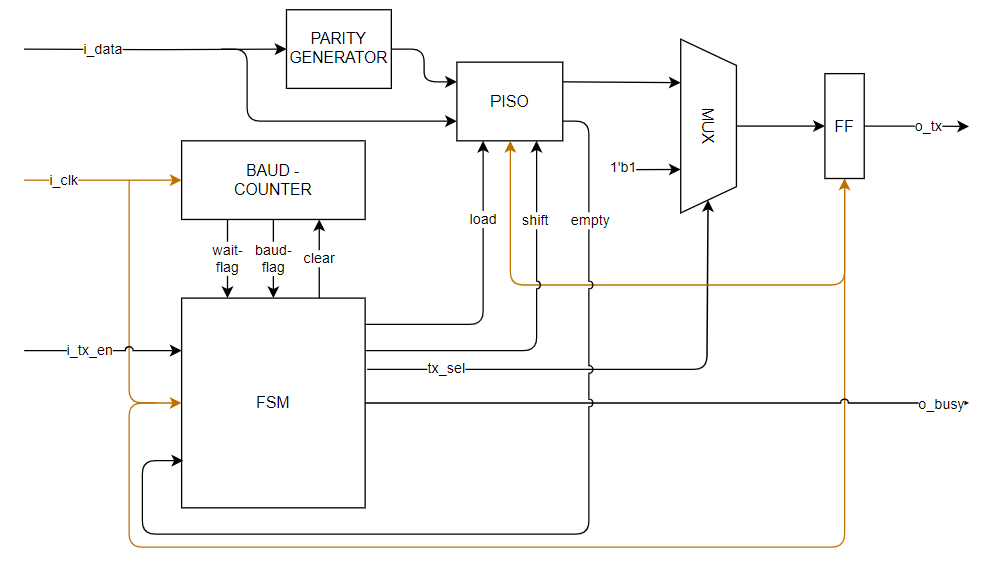 PARITY
GENERATOR
i_data
PISO
MUX
FF
o_tx
BAUD -
COUNTER
i_clk
1'b1
load
shift
empty
wait-
flag
baud-
flag
clear
i_tx_en
tx_sel
FSM
o_busy